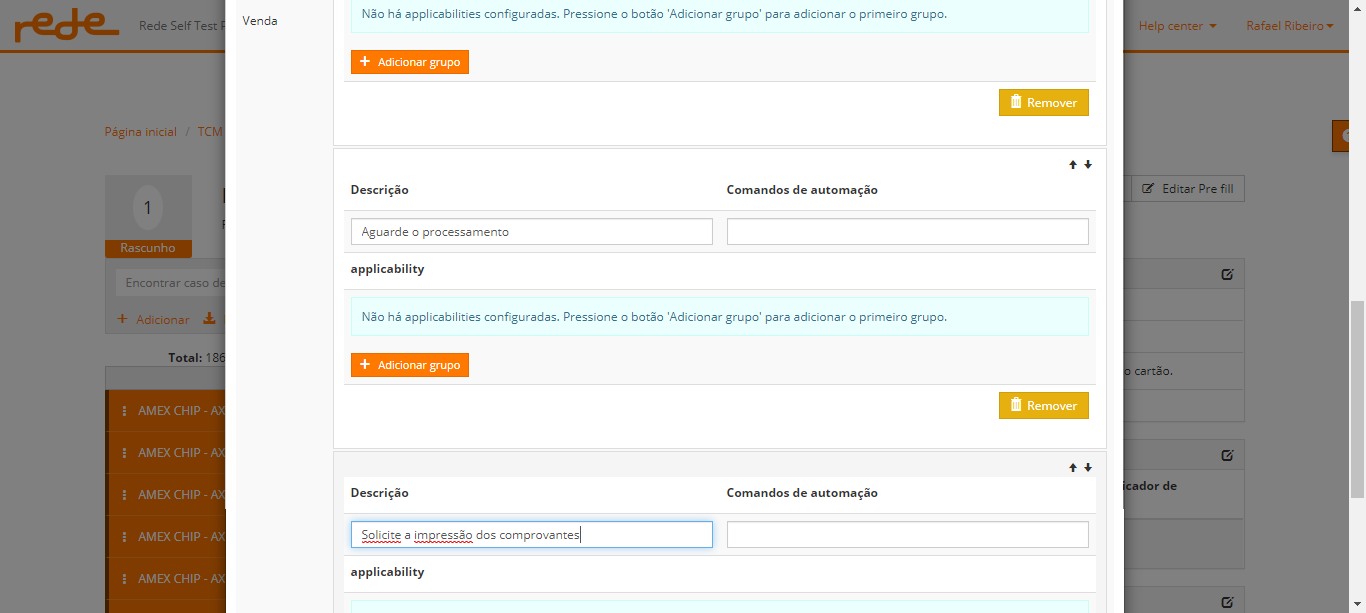 rede
Rede Self Test
Help center
Rafael Ribeiro
Venda
Não há applicabilities configuradas. Pressione o botão 'Adicionar grupo' para adicionar o primeiro grupo.
+ Adicionar grupo
Remover
Página inicial / TCM
1
Rascunho
Editar Pre fill
Descrição
Comandos de automação
Aguarde o processamento
applicability
Encontrar caso de
+ Adicionar
Não há applicabilities configuradas. Pressione o botão 'Adicionar grupo' para adicionar o primeiro grupo.
Total: 186
+ Adicionar grupo
o cartão.
Remover
AMEX CHIP - AX
AMEX CHIP - AX
AMEX CHIP - AX
AMEX CHIP - AX
AMEX CHIP - AX
Descrição
Comandos de automação
icador de
Solicite a impressão dos comprovantes
applicability